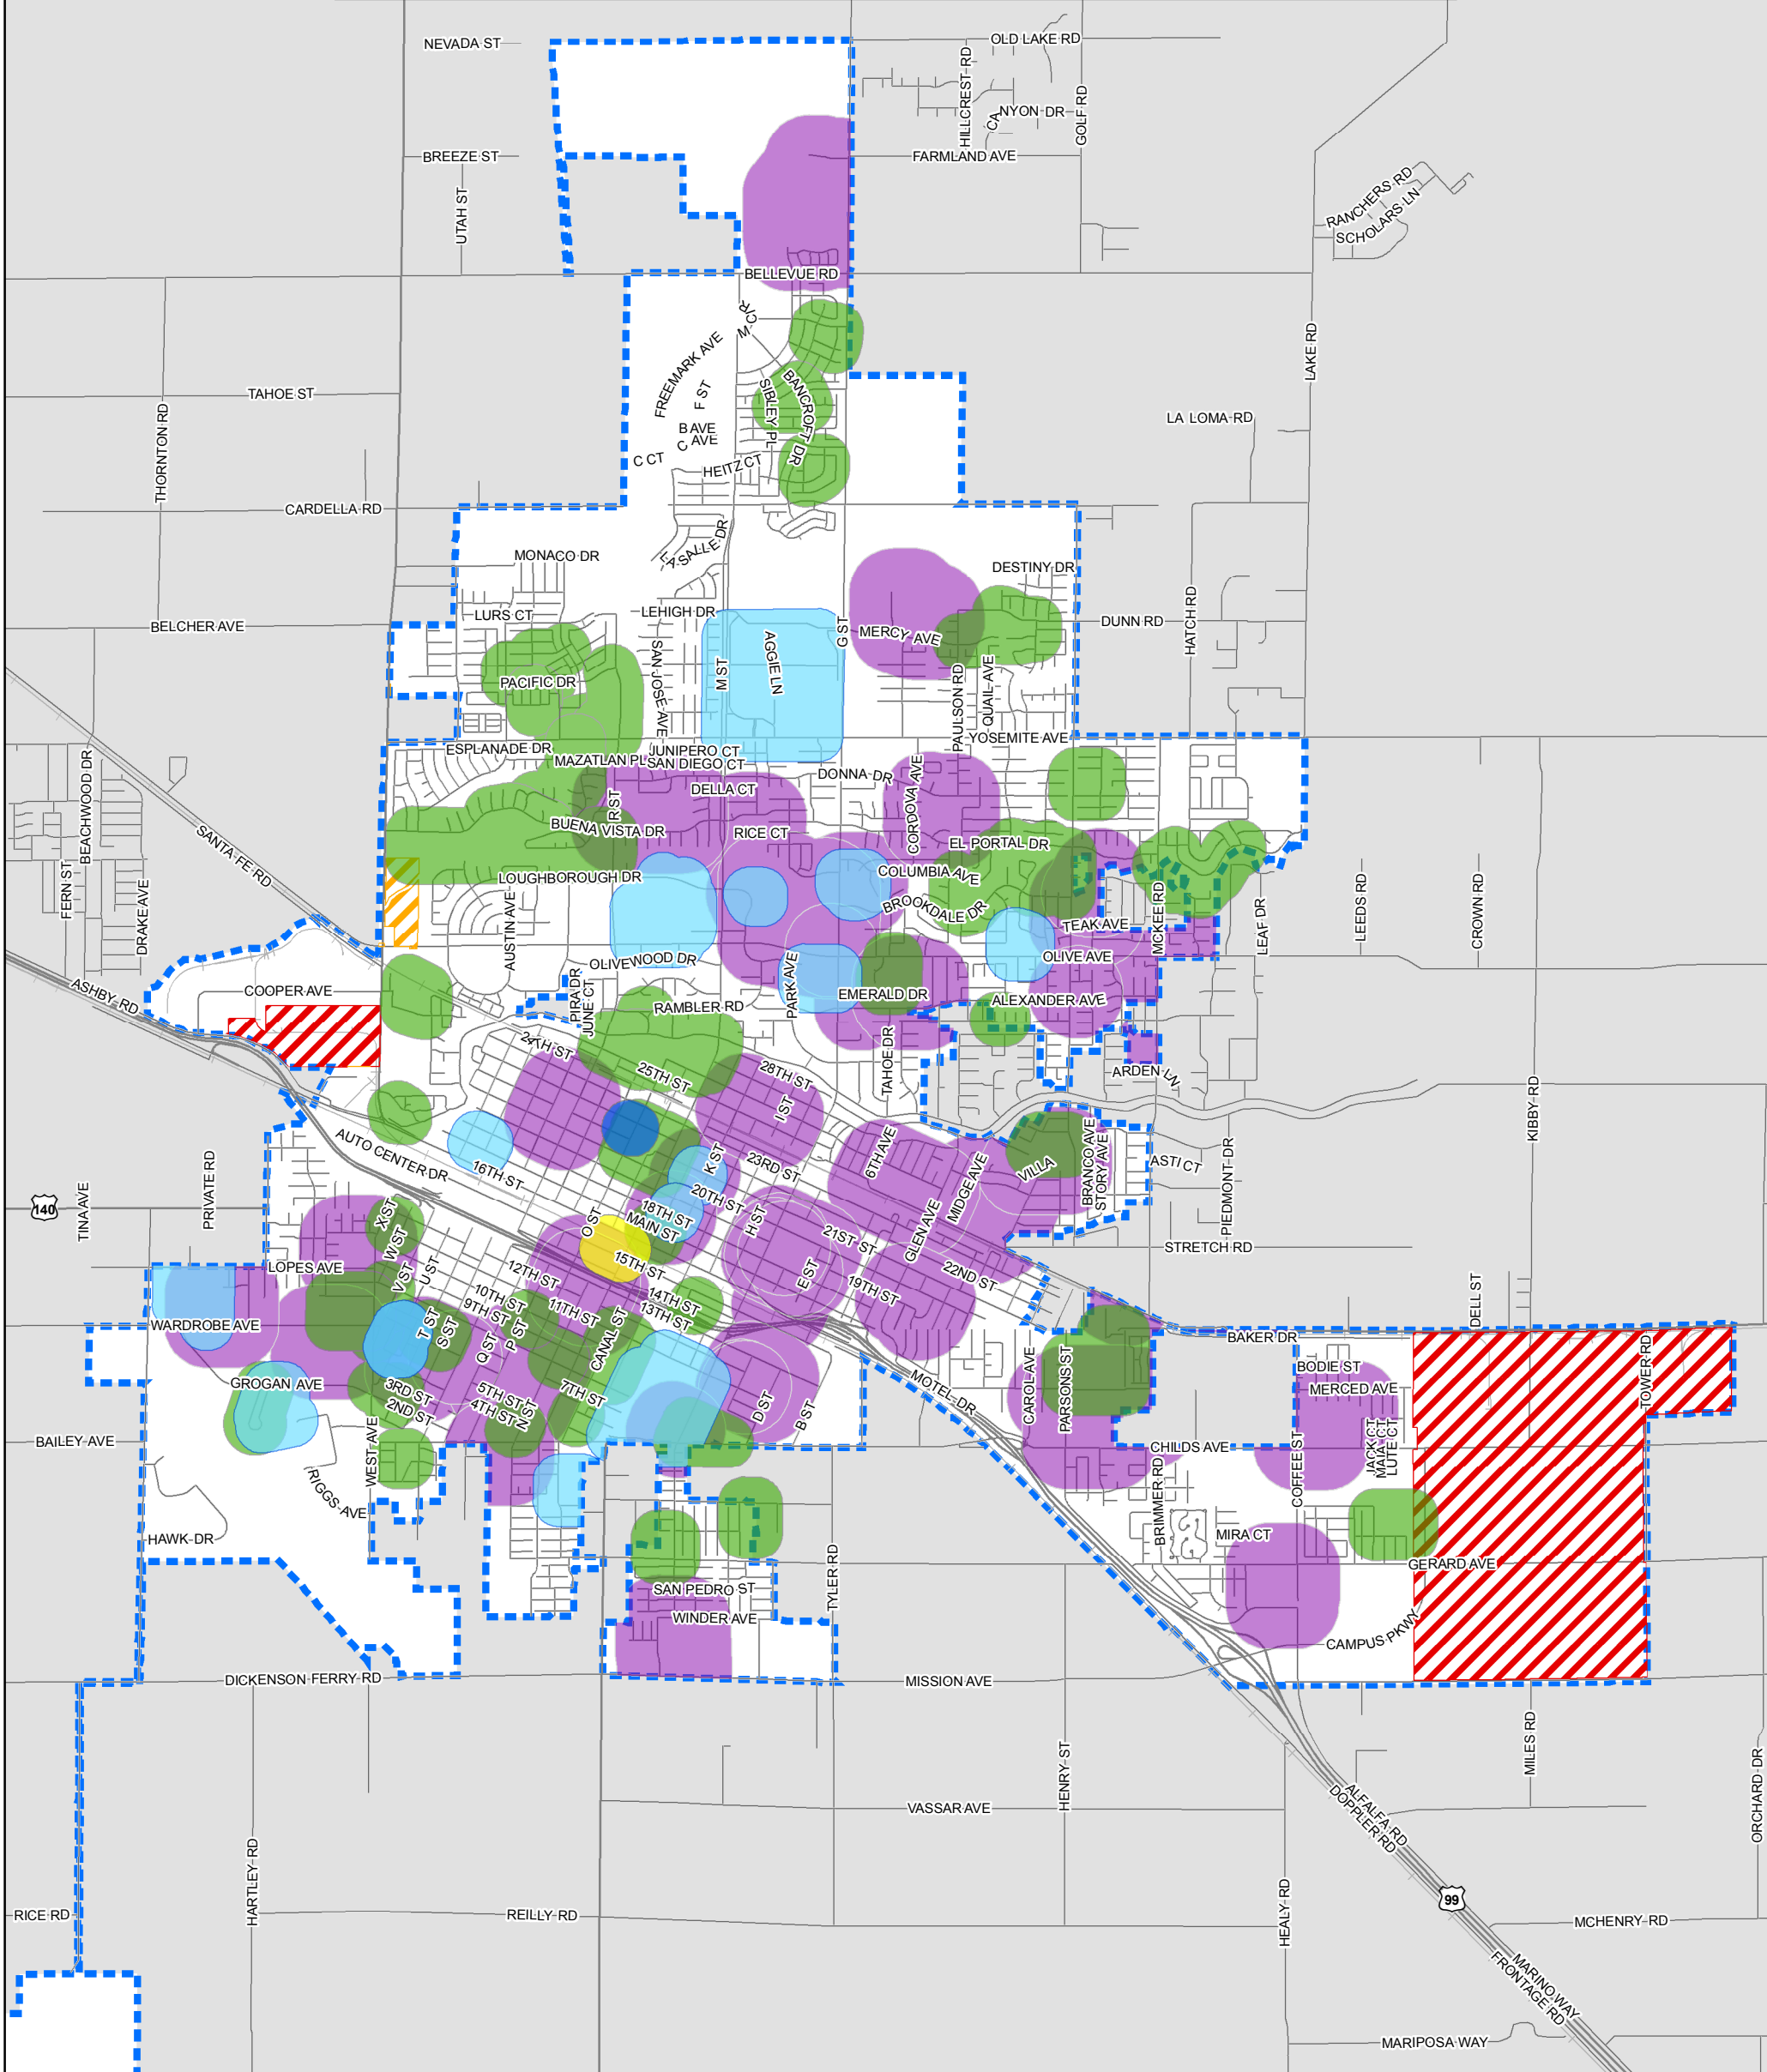 NEVADA ST
OLD LAKE RD
HILLCREST RD
CANYON DR
GOLF RD
BREEZE ST
FARMLAND AVE
UTAH ST
RANCHERS RD
SCHOLARS LN
BELLEVUE RD
M CIR
FREEMARK AVE
LAKE RD
TAHOE ST
F ST
SIBLEY PL
BANCROFT DR
THORNTON RD
B AVE
C AVE
LA LOMA RD
C CT
HEITZ CT
CARDELLA RD
LA SALLE DR
MONACO DR
DESTINY DR
LURS CT
LEHIGH DR
HATCH RD
BELCHER AVE
G ST
MERCY AVE
DUNN RD
SAN JOSE AVE
M ST
AGGIE LN
PACIFIC DR
PAULSON RD
QUAIL AVE
YOSEMITE AVE
ESPLANADE DR
JUNIPERO CT
MAZATLAN PL
SAN DIEGO CT
DONNA DR
BEACHWOOD DR
DELLA CT
CORDOVA AVE
R ST
SANTA FE RD
BUENA VISTA DR
RICE CT
EL PORTAL DR
FERN ST
DRAKE AVE
LOUGHBOROUGH DR
COLUMBIA AVE
AUSTIN AVE
BROOKDALE DR
TEAK AVE
MCKEE RD
LEAF DR
LEEDS RD
CROWN RD
OLIVEWOOD DR
OLIVE AVE
ASHBY RD
COOPER AVE
PIRA DR
JUNE CT
PARK AVE
EMERALD DR
ALEXANDER AVE
RAMBLER RD
24TH ST
25TH ST
28TH ST
TAHOE DR
ARDEN LN
I ST
KIBBY RD
AUTO CENTER DR
16TH ST
K ST
23RD ST
6TH AVE
MIDGE AVE
VILLA
BRANCO AVE
STORY AVE
ASTI CT
PIEDMONT DR
PRIVATE RD
TINA AVE
140
X ST
W ST
O ST
18TH ST
MAIN ST
20TH ST
H ST
21ST ST
GLEN AVE
STRETCH RD
LOPES AVE
V ST
U ST
12TH ST
15TH ST
E ST
19TH ST
22ND ST
10TH ST
9TH ST
11TH ST
14TH ST
13TH ST
DELL ST
WARDROBE AVE
T ST
S ST
Q ST
P ST
CANAL ST
BAKER DR
TOWER RD
BODIE ST
MERCED AVE
GROGAN AVE
3RD ST
2ND ST
5TH ST
4TH ST
N ST
7TH ST
D ST
B ST
MOTEL DR
CAROL AVE
PARSONS ST
BAILEY AVE
WEST AVE
CHILDS AVE
COFFEE ST
JACK CT
MAIA CT
LUTE CT
RIGGS AVE
BRIMMER RD
HAWK DR
MIRA CT
GERARD AVE
TYLER RD
SAN PEDRO ST
WINDER AVE
CAMPUS PKWY
DICKENSON FERRY RD
MISSION AVE
HENRY ST
MILES RD
ORCHARD DR
VASSAR AVE
ALFALFA RD
DOPPLER RD
HARTLEY RD
99
RICE RD
REILLY RD
HEALY RD
MCHENRY RD
MARINO WAY
FRONTAGE RD
MARIPOSA WAY